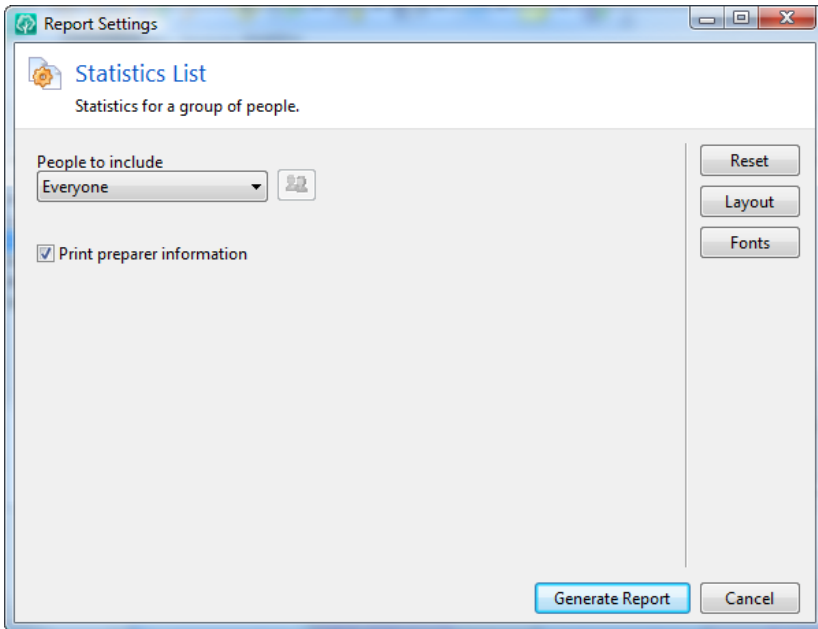 Report Settings
Statistics List
Statistics for a group of people.
People to include
Everyone
Print preparer information
Reset
Layout
Fonts
Generate Report
Cancel